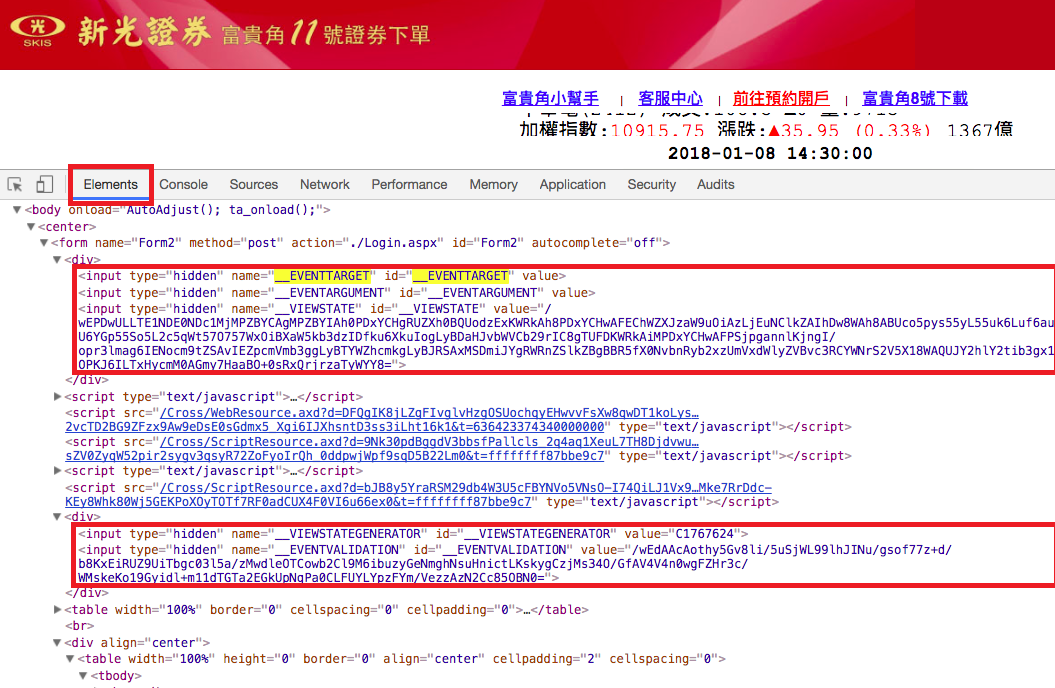 光
SKIS
新光證券 富貴角11號證券下單
富貴角小幫手 | 客服中心 | 前往預約開戶 | 富貴角8號下載
加權指數:10915.75 漲跌:▲35.95 (0.33%) 1367億
2018-01-08 14:30:00
Elements Console Sources Network Performance Memory Application Security Audits
▼<body onload="AutoAdjust(); ta_onload();">
▼<center>
▼<form name="Form2" method="post" action="./Login.aspx" id="Form2" autocomplete="off">
▼<div>
<input type="hidden" name="__EVENTTARGET" id="__EVENTTARGET" value>
<input type="hidden" name="__EVENTARGUMENT" id="__EVENTARGUMENT" value>
<input type="hidden" name="__VIEWSTATE" id="__VIEWSTATE" value="/
wEPDwULLTE1NDE0NDc1MjMPZBYCAgMPZBYIAh0PDxYCHgRUZXh0BQUodzExKWRkAh8PDxYCHwAFEChWZXJzaW9uOiAzLjEuNClkZAIhDw8WAh8ABUco5pys55yL55uk6Luf6au
U6YGp55So5L2c5qWt57O757WxOiBXaW5kb3dzIDfku6XkuIogLyBDaHJvbWVCb29rIC8gTUFDKWRkAiMPDxYCHwAFPSjpgannlKjngI/
opr3lmag6IENocm9tZSAvIEZpcmVmb3ggLyBTYWZhcmkgLyBJRSAxMSDmiJYgRWRnZSlkZBgBBR5fX0NvbnRyb2xzUmVxdWlyZVBvc3RCYWNrS2V5X18WAQUJY2hlY2tib3gx1
OPKJ6ILTxHycmM0AGmy7HaaBO+0sRxQrjrzaTyWYY8=">
</div>
▶<script type="text/javascript">…</script>
<script src="/Cross/WebResource.axd?d=DFQgIK8jLZgFIvglvHzgOSUochqyEHwvvFsXw8qwDT1koLys…
2vcTD2BG9ZFzx9Aw9eDsE0sGdmx5_Xgi6IJXhsntD3ss3iLht16k1&t=636423374340000000" type="text/javascript"></script>
<script src="/Cross/ScriptResource.axd?d=9Nk30pdBqgdV3bbsfPallcls_2q4aq1XeuL7TH8Djdvwu…
sZV0ZyqW52pir2sygv3qsyR72ZoFyoIrQh_0ddpwjWpf9sqD5B22Lm0&t=ffffffff87bbe9c7" type="text/javascript"></script>
▶<script type="text/javascript">…</script>
<script src="/Cross/ScriptResource.axd?d=bJB8y5YraRSM29db4W3U5cFBYNVo5VNsO-I74QiLJ1Vx9…Mke7RrDdc-
KEy8Whk80Wj5GEKPoXOyTOTf7RF0adCUX4F0VI6u66ex0&t=ffffffff87bbe9c7" type="text/javascript"></script>
▼<div>
<input type="hidden" name="__VIEWSTATEGENERATOR" id="__VIEWSTATEGENERATOR" value="C1767624">
<input type="hidden" name="__EVENTVALIDATION" id="__EVENTVALIDATION" value="/wEdAAcAothy5Gv8li/5uSjWL99lhJINu/gsof77z+d/
b8KxEiRUZ9UiTbgc03l5a/zMwdleOTCowb2Cl9M6ibuzyGeNmghNsuHnictLKskygCzjMs34O/GfAV4V4n0wgFZHr3c/
WMskeKo19Gyidl+m11dTGTa2EGkUpNqPa0CLFUYLYpzFYm/VezzAzN2Cc85OBN0=">
</div>
▶<table width="100%" border="0" cellspacing="0" cellpadding="0">…</table>
<br>
▼<div align="center">
▼<table width="100%" height="0" border="0" align="center" cellpadding="2" cellspacing="0">
▼<tbody>